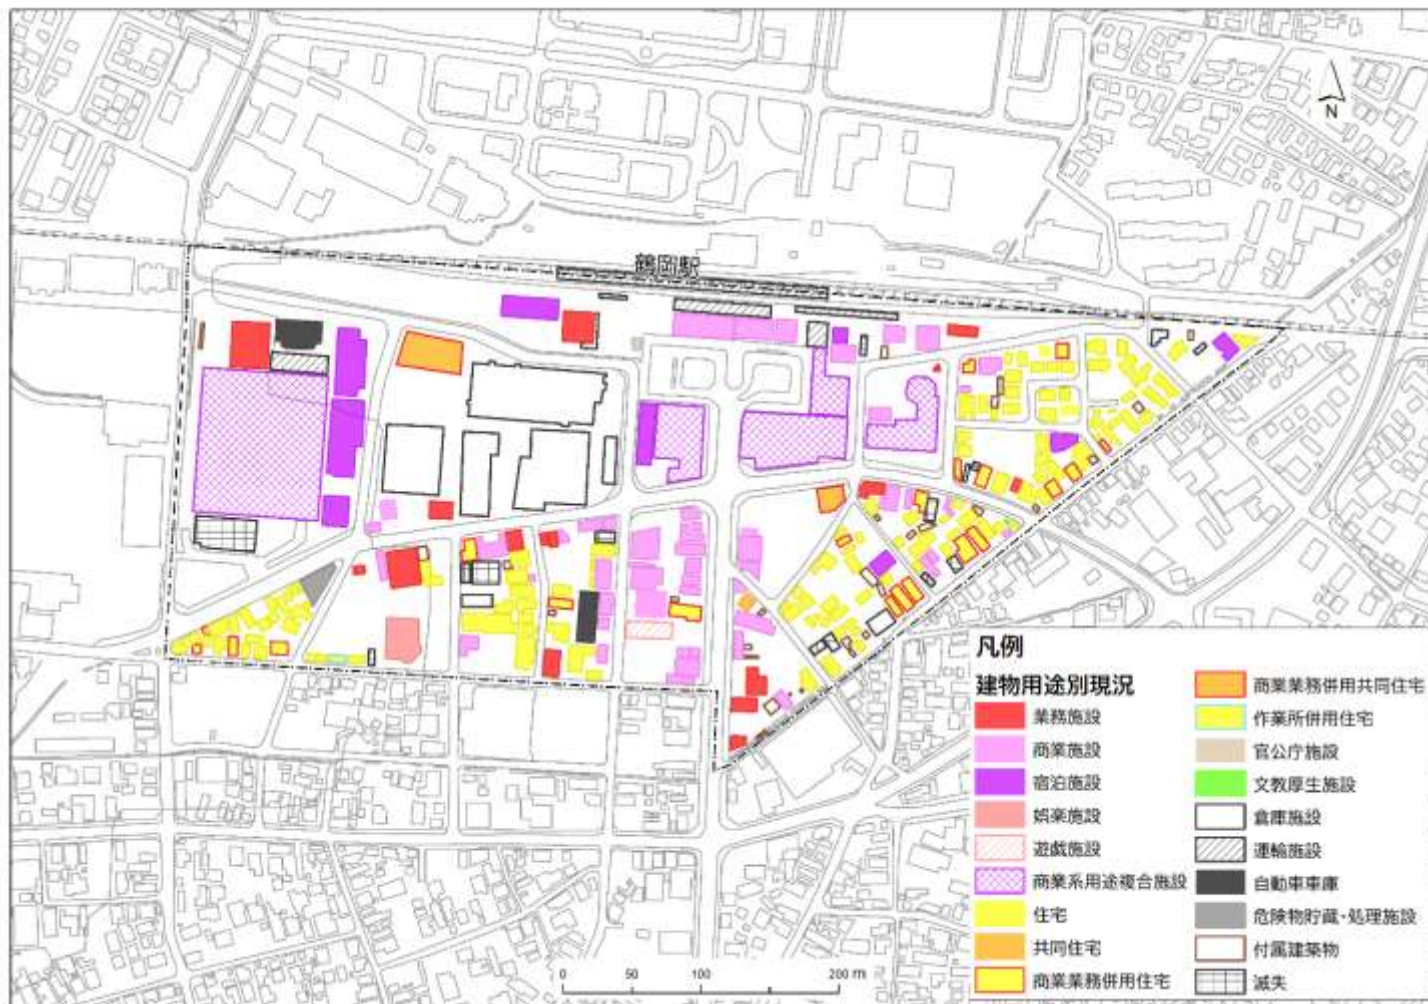 N
鶴岡駅
凡例
建物用途別現況
業務施設
商業施設
宿泊施設
娯楽施設
遊戯施設
商業系用途複合施設
住宅
共同住宅
商業業務併用住宅
商業業務併用共同住宅
作業所併用住宅
官公庁施設
文教厚生施設
倉庫施設
運輸施設
自動車車庫
危険物貯蔵・処理施設
付属建築物
滅失
0 50 100 200 m